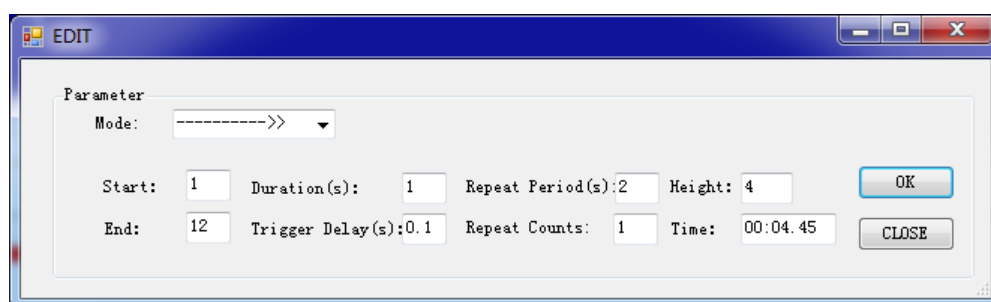 EDIT
Parameter
Mode: ---------->>
Start: 1 Duration(s): 1 Repeat Period(s): 2 Height: 4 OK
End: 12 Trigger Delay(s): 0.1 Repeat Counts: 1 Time: 00:04.45 CLOSE